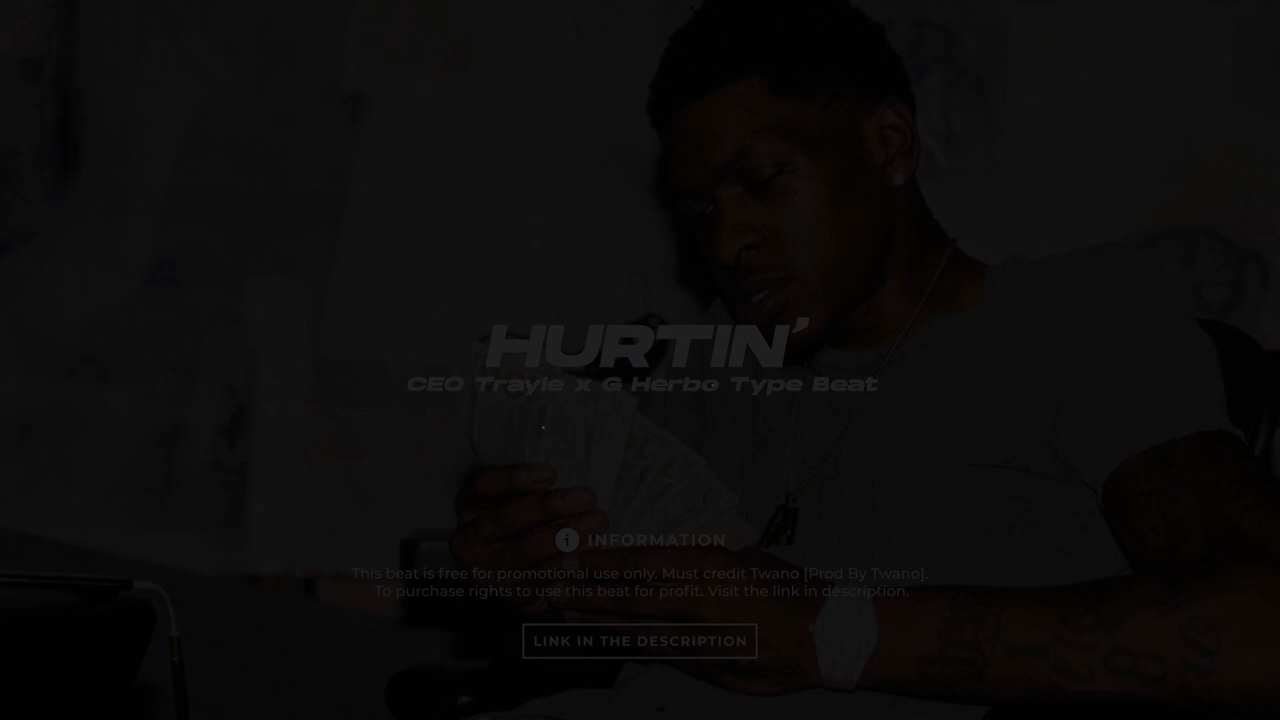 HURTIN'
CEO Trayle x G Herbo Type Beat
INFORMATION
This beat is free for promotional use only. Must credit Twano [Prod By Twano].
To purchase rights to use this beat for profit. Visit the link in description.
LINK IN THE DESCRIPTION